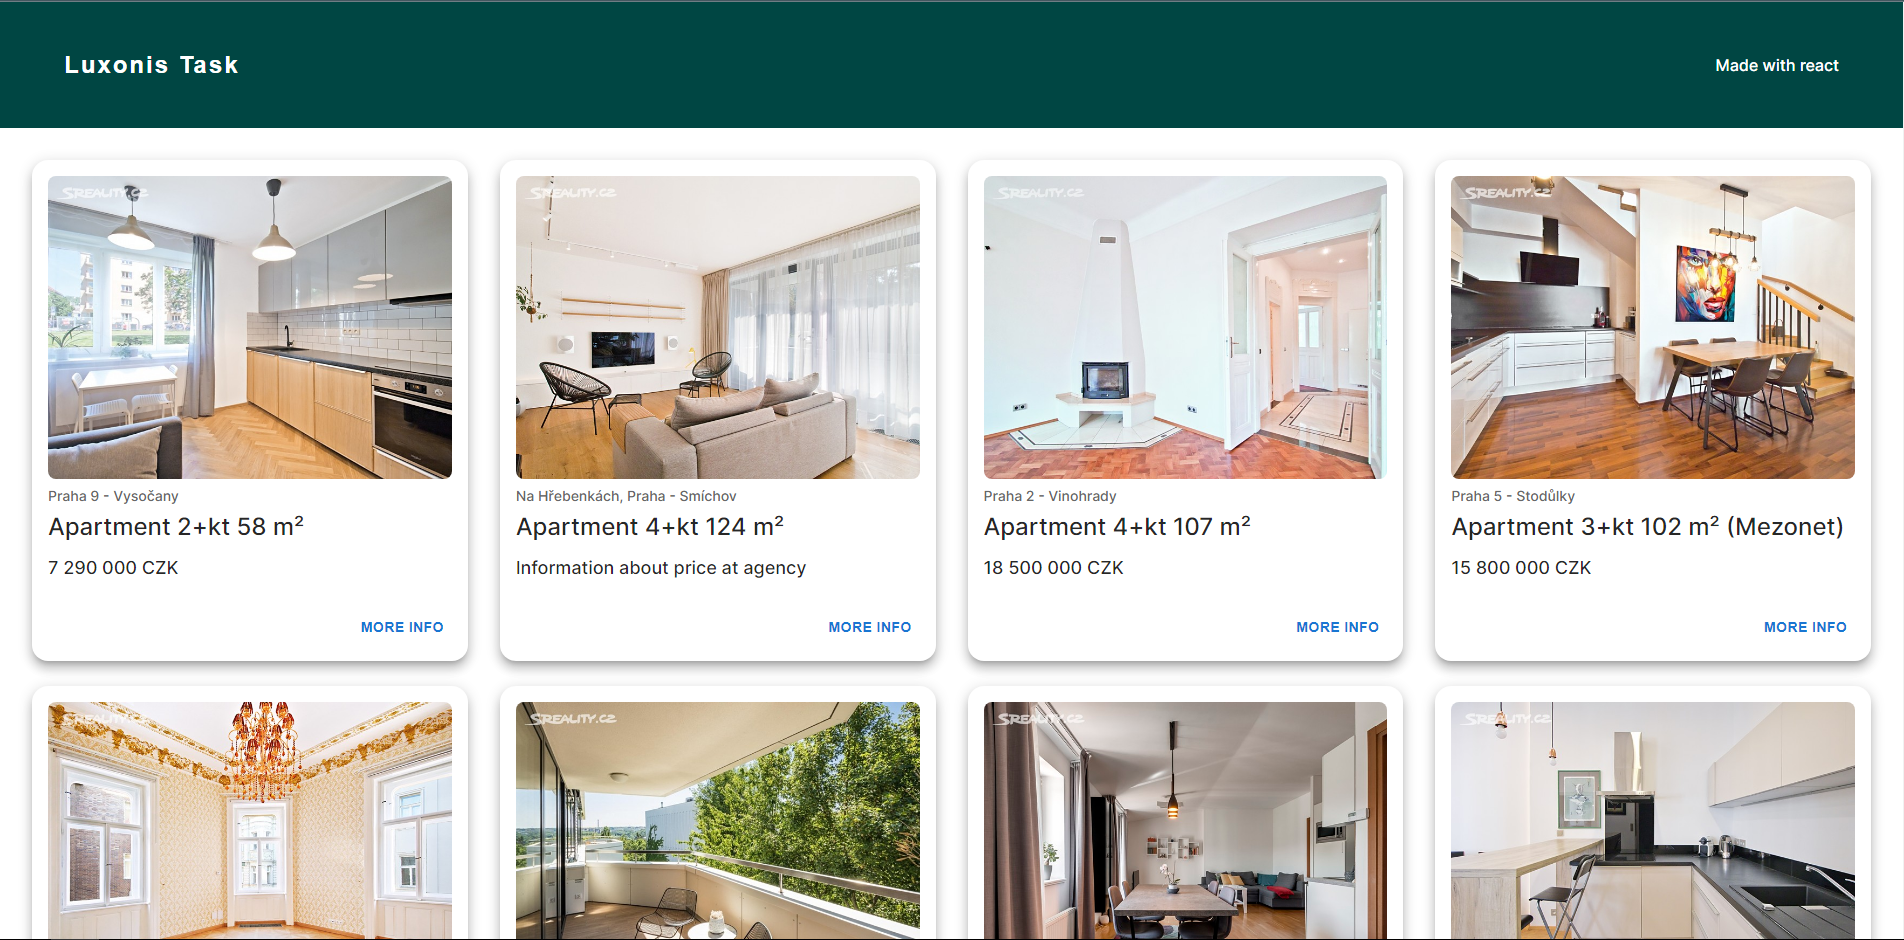 Luxonis Task
Made with react
SREALITY.CZ
SREALITY.CZ
SREALITY.CZ
SREALITY.CZ
Praha 9 - Vysočany
Na Hřebenkách, Praha - Smíchov
Praha 2 - Vinohrady
Praha 5 - Stodůlky
Apartment 2+kt 58 m²
Apartment 4+kt 124 m²
Apartment 4+kt 107 m²
Apartment 3+kt 102 m² (Mezonet)
7 290 000 CZK
Information about price at agency
18 500 000 CZK
15 800 000 CZK
MORE INFO
MORE INFO
MORE INFO
MORE INFO
SREALITY.CZ
SREALITY.CZ
SREALITY.CZ
SREALITY.CZ